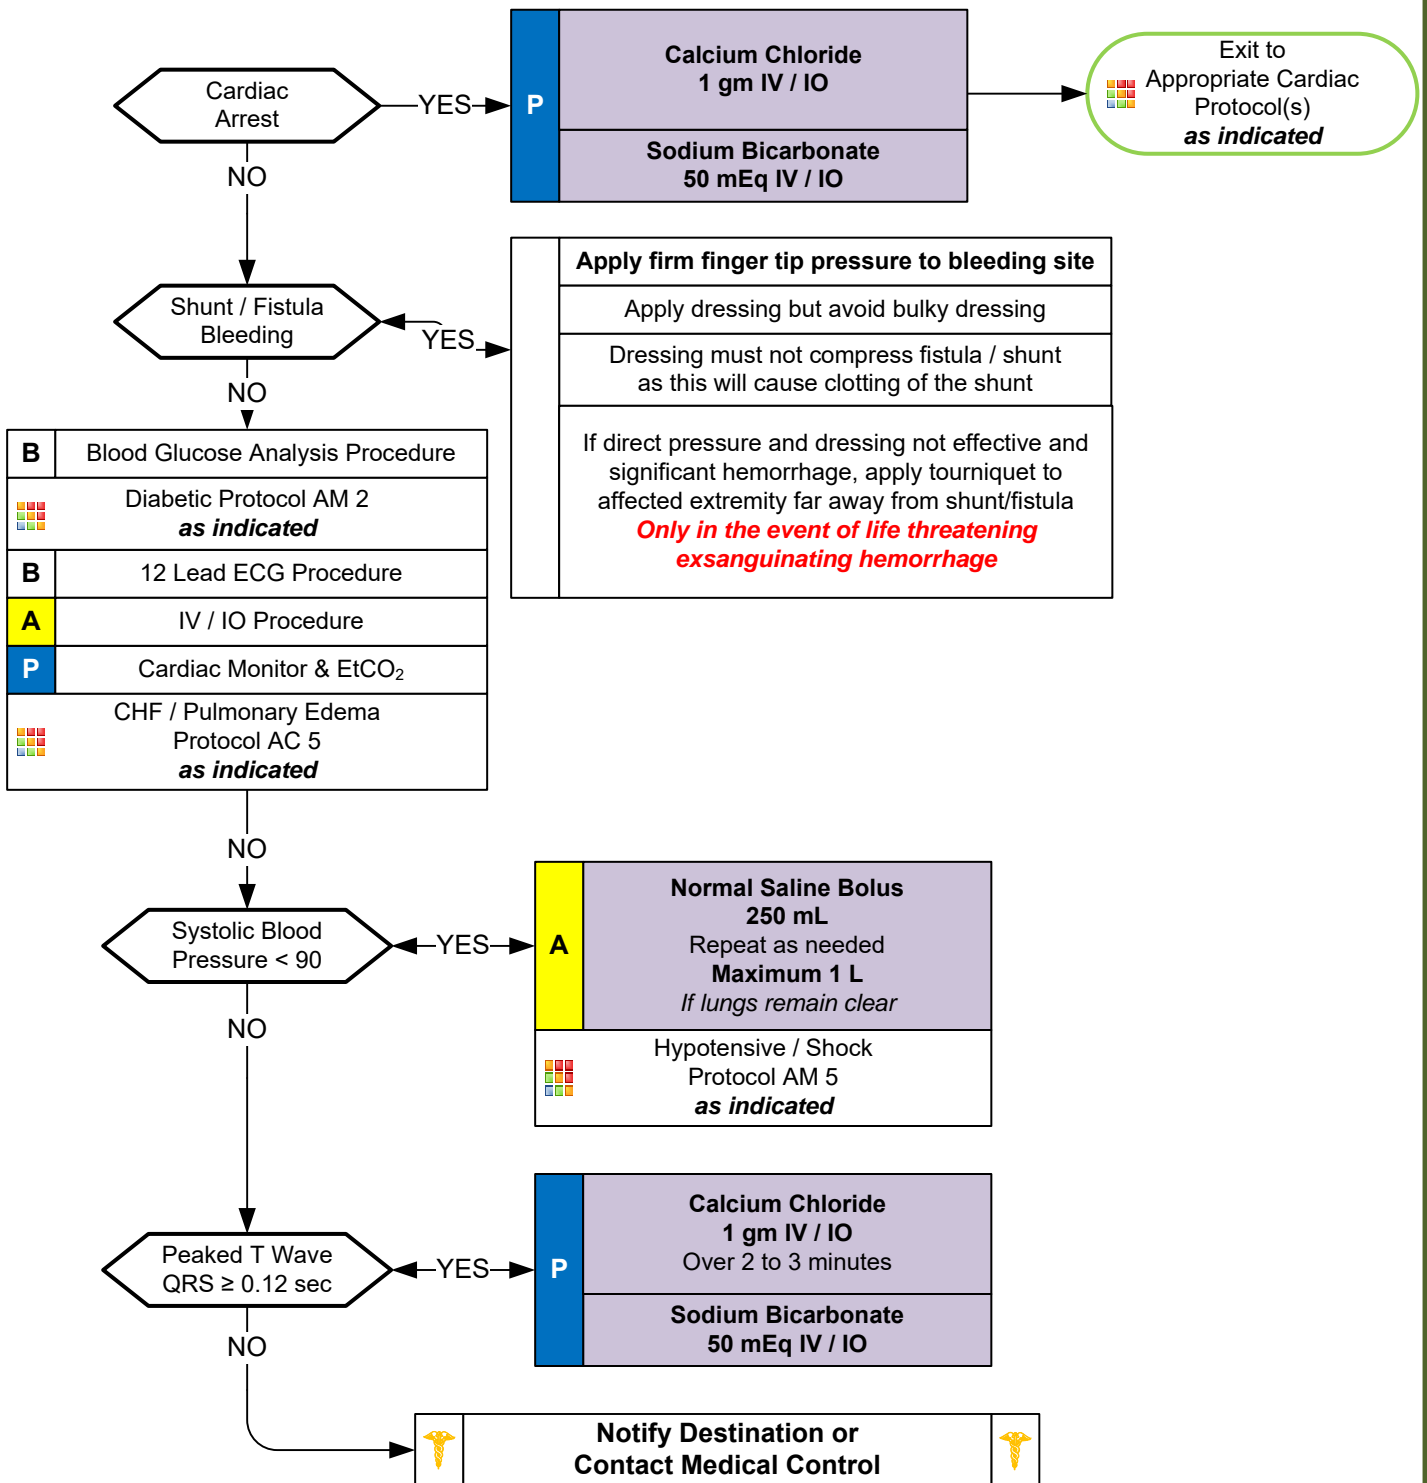 Cardiac
Arrest
YES
P
Calcium Chloride
1 gm IV / IO
Sodium Bicarbonate
50 mEq IV / IO
Exit to
Appropriate Cardiac
Protocol(s)
as indicated
NO
Shunt / Fistula
Bleeding
YES
Apply firm finger tip pressure to bleeding site
Apply dressing but avoid bulky dressing
Dressing must not compress fistula / shunt
as this will cause clotting of the shunt
If direct pressure and dressing not effective and
significant hemorrhage, apply tourniquet to
affected extremity far away from shunt/fistula
Only in the event of life threatening
exsanguinating hemorrhage
NO
B Blood Glucose Analysis Procedure
Diabetic Protocol AM 2
as indicated
B 12 Lead ECG Procedure
A IV / IO Procedure
P Cardiac Monitor & EtCO₂
CHF / Pulmonary Edema
Protocol AC 5
as indicated
NO
Systolic Blood
Pressure < 90
YES
A
Normal Saline Bolus
250 mL
Repeat as needed
Maximum 1 L
If lungs remain clear
Hypotensive / Shock
Protocol AM 5
as indicated
NO
Peaked T Wave
QRS ≥ 0.12 sec
YES
P
Calcium Chloride
1 gm IV / IO
Over 2 to 3 minutes
Sodium Bicarbonate
50 mEq IV / IO
NO
Notify Destination or
Contact Medical Control